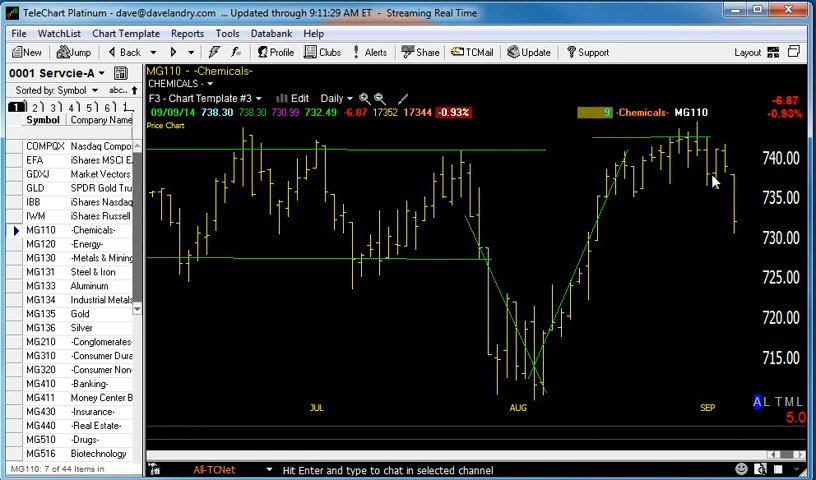 TeleChart Platinum - dave@davelandry.com ... Updated through 9:11:29 AM ET - Streaming Real Time
File WatchList Chart Template Reports Tools Databank Help
New Jump Back Profile Clubs Alerts Share TCMail Update Support Layout
0001 Servcie-A
Sorted by: Symbol abc..
1 2 3 4 5 6
Symbol Company Name
COMPQX Nasdaq Compo
EFA iShares MSCI E
GDXJ Market Vectors
GLD SPDR Gold Tru
IBB iShares Nasdaq
IWM iShares Russell
MG110 -Chemicals-
MG120 -Energy-
MG130 -Metals & Mining
MG131 Steel & Iron
MG133 Aluminum
MG134 Industrial Metals
MG135 Gold
MG136 Silver
MG210 -Conglomerates-
MG310 -Consumer Dura
MG320 -Consumer Non-
MG410 -Banking-
MG411 Money Center B
MG430 -Insurance-
MG440 -Real Estate-
MG510 -Drugs-
MG516 Biotechnology
MG110: 7 of 44 Items in
MG110 - -Chemicals-
CHEMICALS -
F3 - Chart Template #3 Edit Daily
09/09/14 738.30 738.30 730.99 732.49 -6.87 17352 17344 -0.93%
9 -Chemicals- MG110
-6.87
-0.93%
Price Chart
740.00
735.00
730.00
725.00
720.00
715.00
JUL AUG SEP
A L T M L
5.0
All-TCNet Hit Enter and type to chat in selected channel